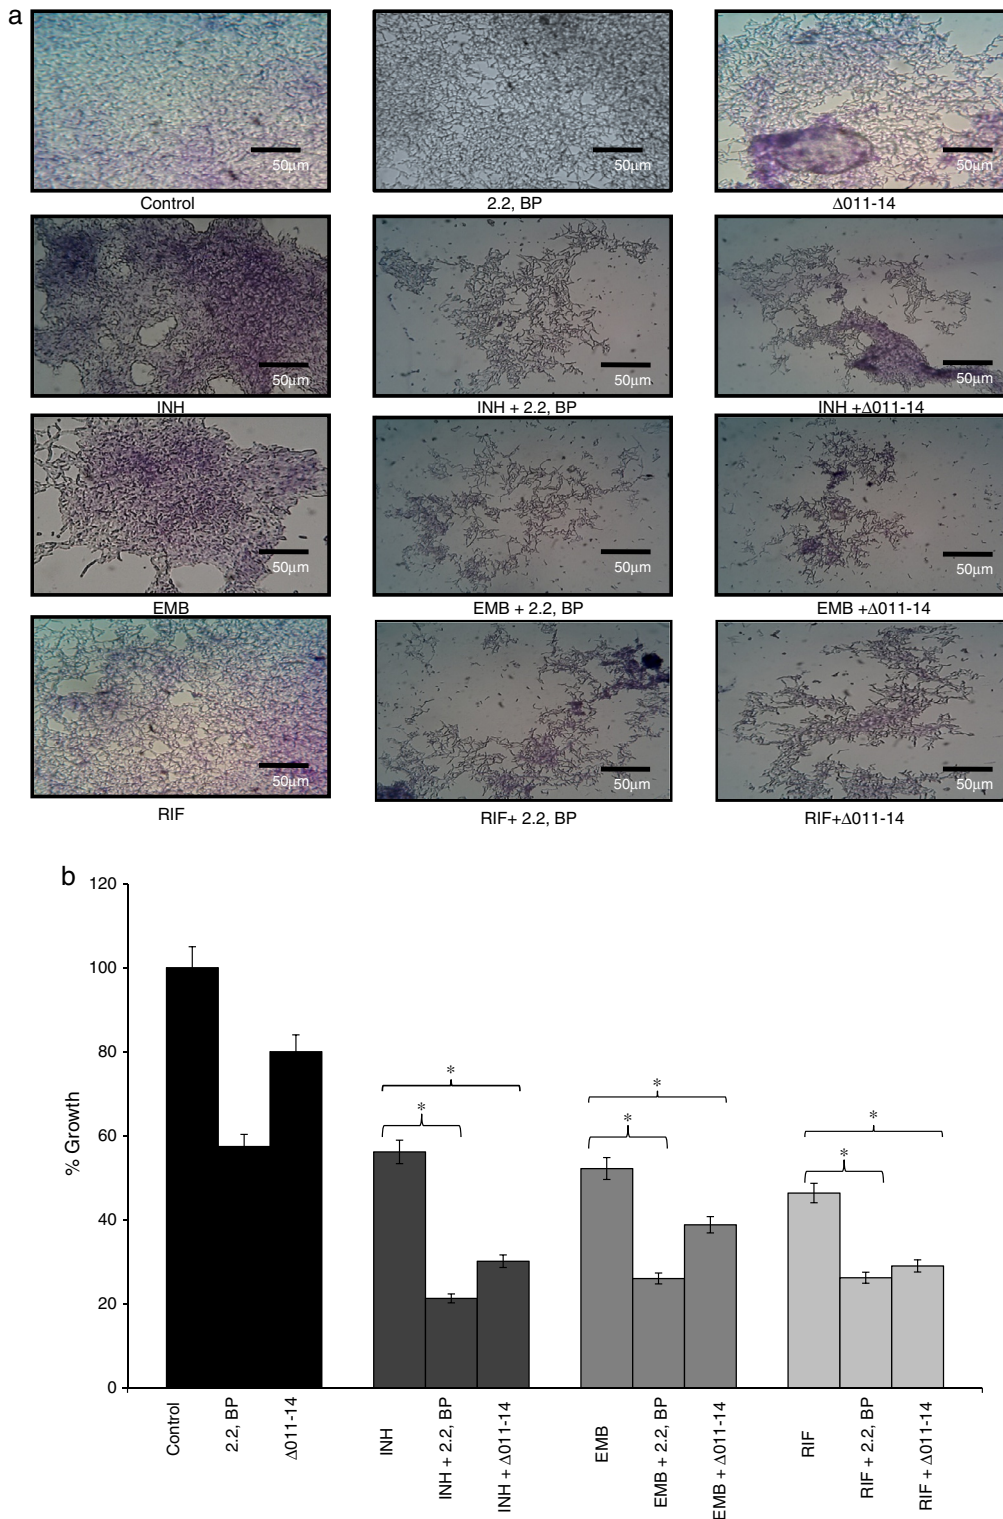 a
50μm 50μm 50μm
Control 2.2, BP Δ011-14
50μm 50μm 50μm
INH INH + 2.2, BP INH +Δ011-14
50μm 50μm 50μm
EMB EMB + 2.2, BP EMB +Δ011-14
50μm 50μm 50μm
RIF RIF+ 2.2, BP RIF+Δ011-14
b
120
100
80
60
40
20
0
% Growth
* *
* *
* *
Control
2.2, BP
Δ011-14
INH
INH + 2.2, BP
INH + Δ011-14
EMB
EMB + 2.2, BP
EMB + Δ011-14
RIF
RIF + 2.2, BP
RIF + Δ011-14